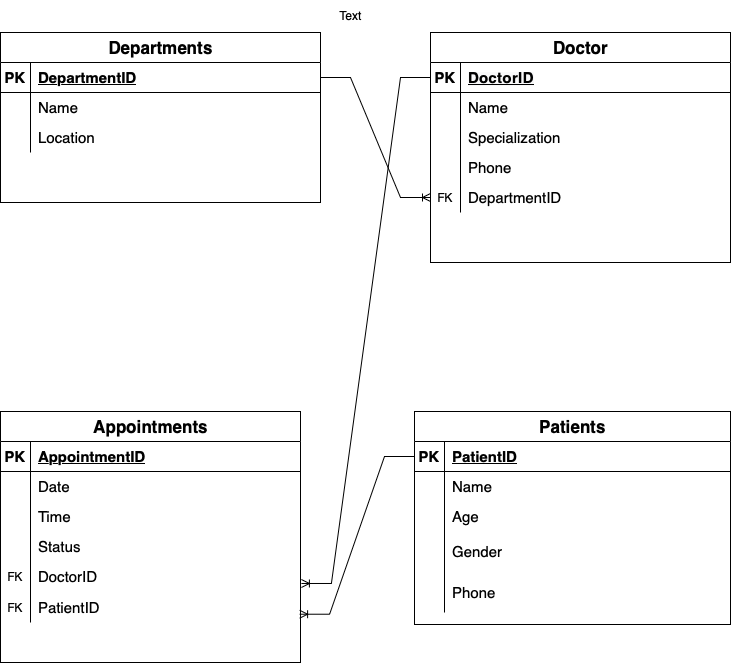 Text
Departments
PK DepartmentID
Name
Location
Doctor
PK DoctorID
Name
Specialization
Phone
FK DepartmentID
Appointments
PK AppointmentID
Date
Time
Status
FK DoctorID
FK PatientID
Patients
PK PatientID
Name
Age
Gender
Phone